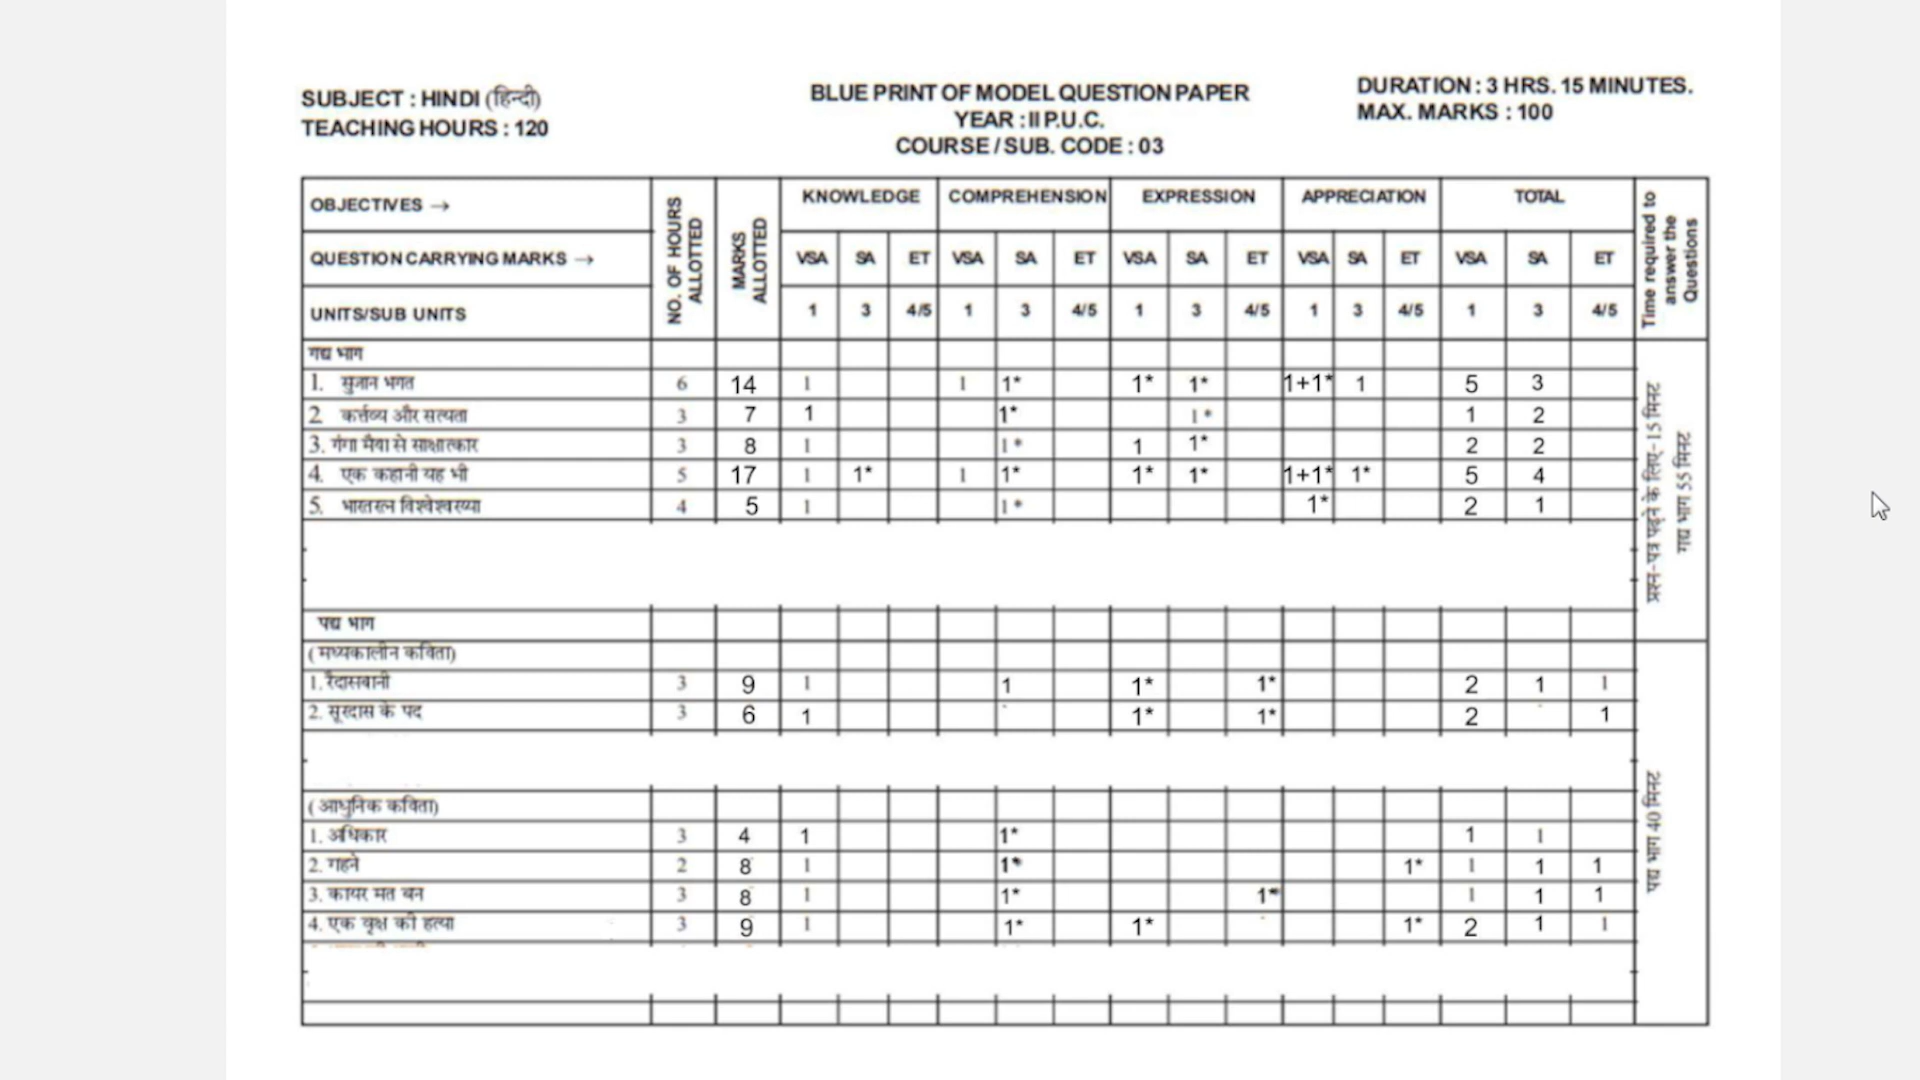 SUBJECT : HINDI (हिन्दी)
TEACHING HOURS : 120
BLUE PRINT OF MODEL QUESTION PAPER
YEAR : II P.U.C.
COURSE / SUB. CODE : 03
DURATION : 3 HRS. 15 MINUTES.
MAX. MARKS : 100
OBJECTIVES → NO. OF HOURS ALLOTTED MARKS ALLOTTED KNOWLEDGE COMPREHENSION EXPRESSION APPRECIATION TOTAL Time required to answer the Questions
QUESTION CARRYING MARKS → VSA SA ET VSA SA ET VSA SA ET VSA SA ET VSA SA ET
UNITS/SUB UNITS 1 3 4/5 1 3 4/5 1 3 4/5 1 3 4/5 1 3 4/5
गद्य भाग
1. सुजान भगत 6 14 1 1 1* 1* 1* 1+1* 1 5 3
2. कर्त्तव्य और सत्यता 3 7 1 1* 1* 1 2
3. गंगा मैया से साक्षात्कार 3 8 1 1* 1 1* 2 2
4. एक कहानी यह भी 5 17 1 1* 1 1* 1* 1* 1+1* 1* 5 4
5. भारतरत्न विश्वेश्वरय्या 4 5 1 1* 1* 2 1
प्रश्न-पत्र पढ़ने के लिए-15 मिनट
गद्य भाग 55 मिनट
पद्य भाग
(मध्यकालीन कविता)
1. रैदासबानी 3 9 1 1 1* 1* 2 1 1
2. सूरदास के पद 3 6 1 1* 1* 2 1
(आधुनिक कविता)
1. अधिकार 3 4 1 1* 1 1
2. गहने 2 8 1 1* 1* 1 1 1
3. कायर मत बन 3 8 1 1* 1* 1 1 1
4. एक वृक्ष की हत्या 3 9 1 1* 1* 1* 2 1 1
पद्य भाग 40 मिनट